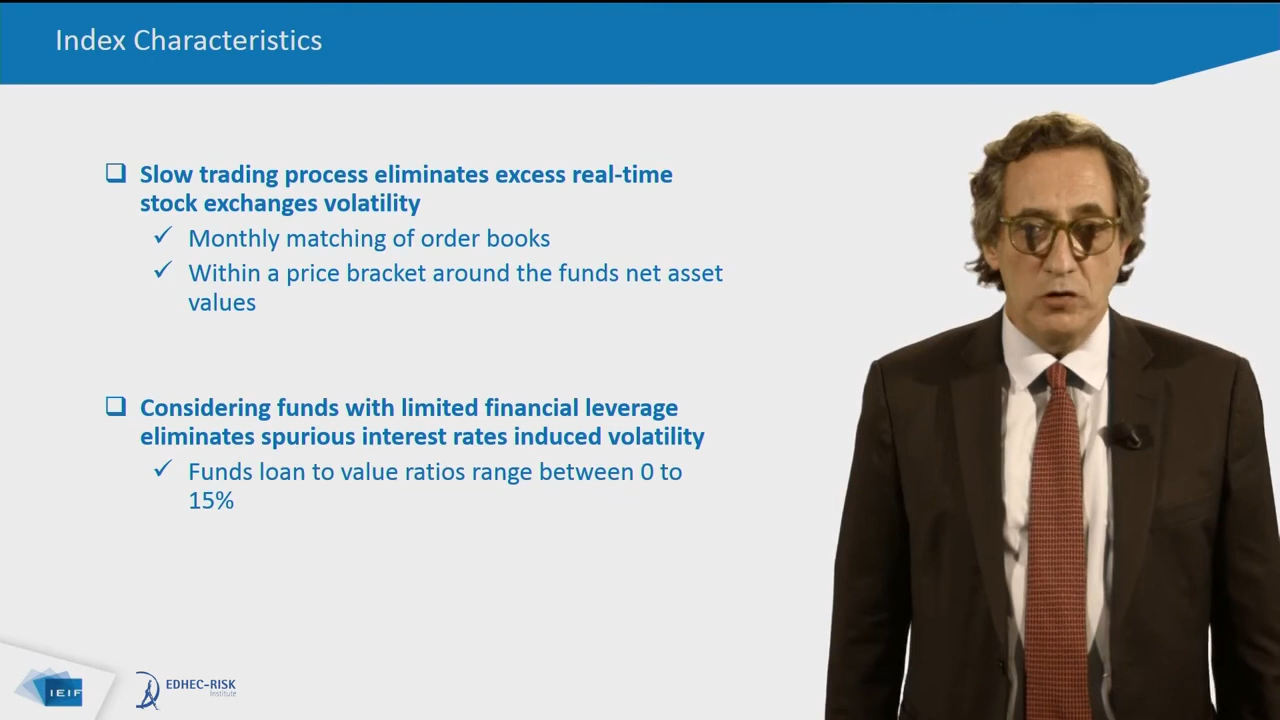 Index Characteristics
Slow trading process eliminates excess real-time
stock exchanges volatility
Monthly matching of order books
Within a price bracket around the funds net asset
values
Considering funds with limited financial leverage
eliminates spurious interest rates induced volatility
Funds loan to value ratios range between 0 to
15%
IEIF
EDHEC-RISK
Institute